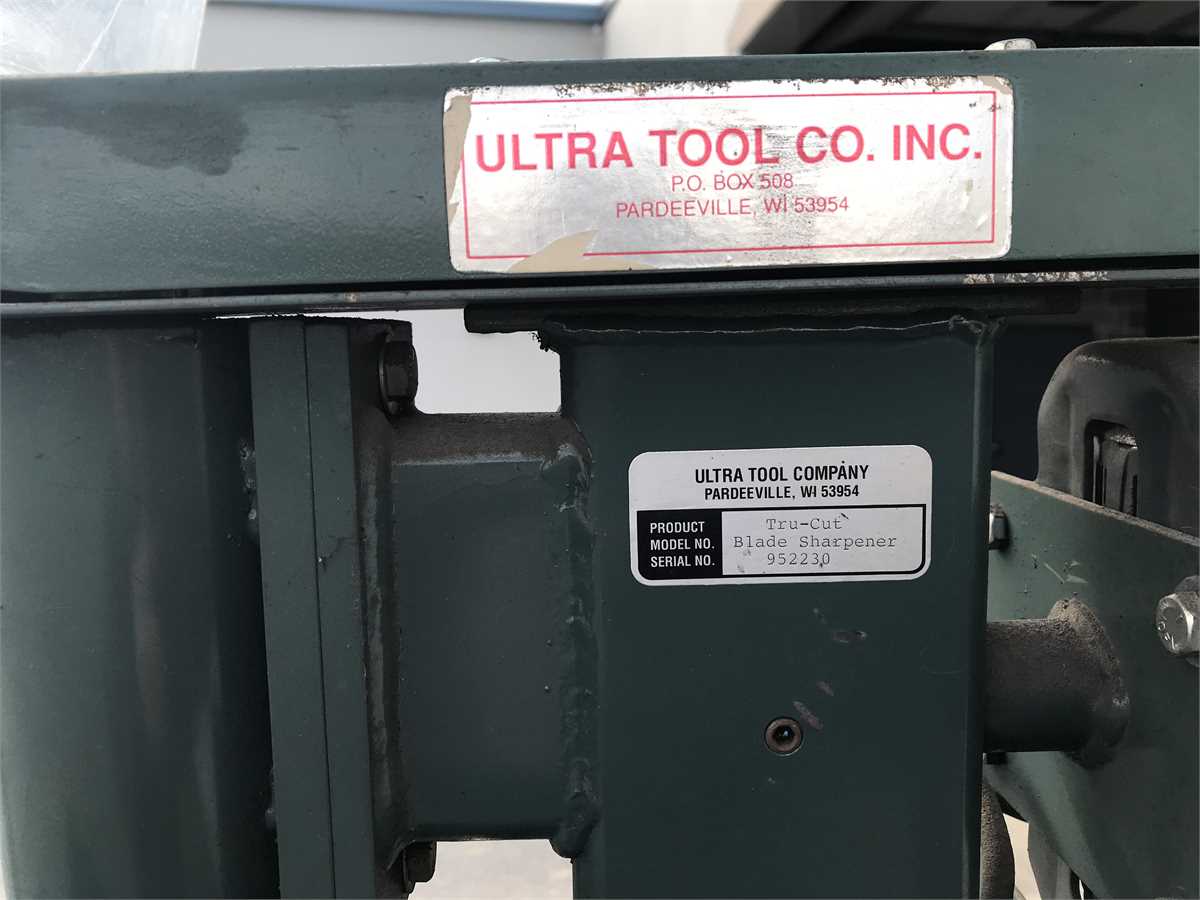 ULTRA TOOL CO. INC.
P.O. BOX 508
PARDEEVILLE, WI 53954
ULTRA TOOL COMPANY
PARDEEVILLE, WI 53954
PRODUCT Tru-Cut
MODEL NO. Blade Sharpener
SERIAL NO. 952230